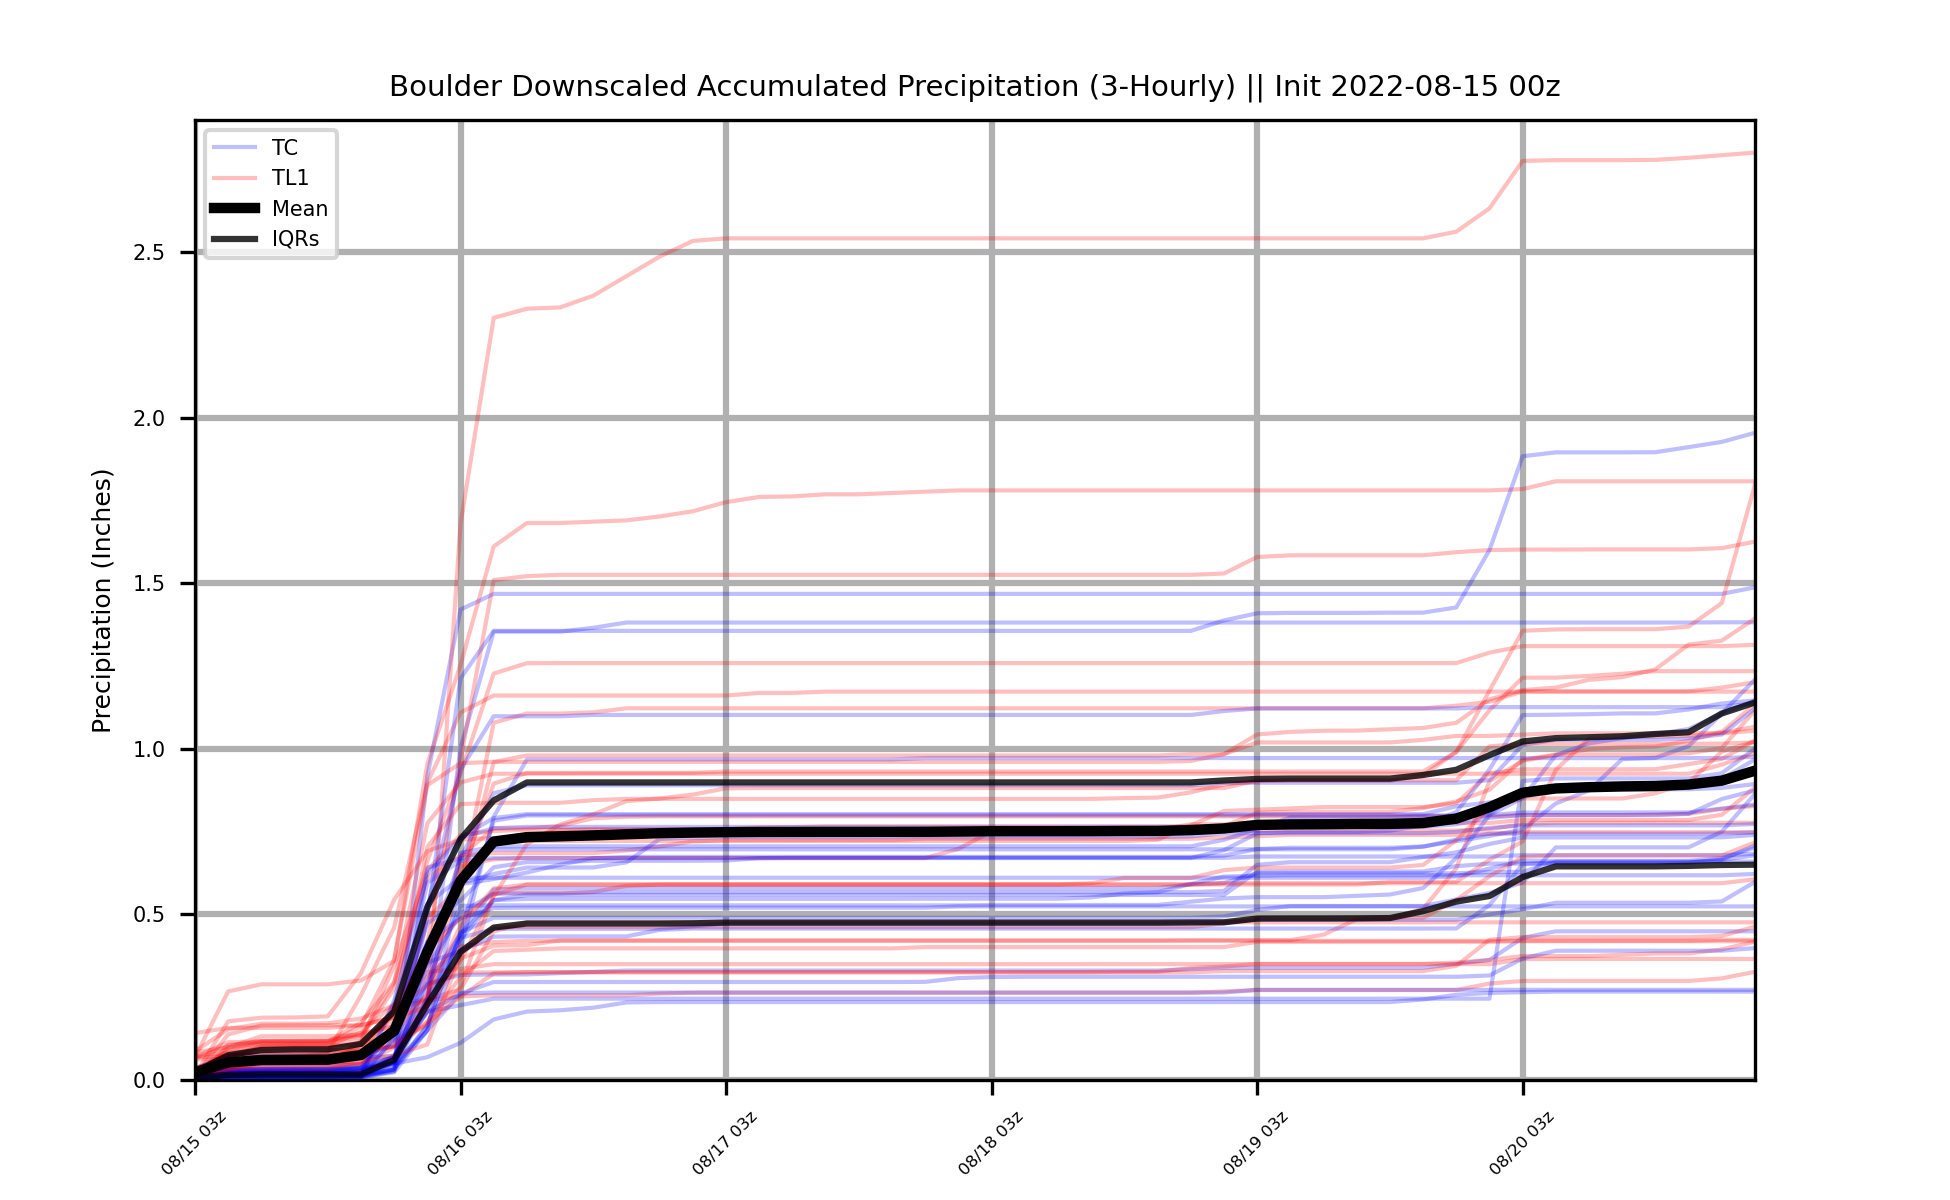 Boulder Downscaled Accumulated Precipitation (3-Hourly) || Init 2022-08-15 00z
TC
TL1
Mean
IQRs
Precipitation (Inches)
2.5
2.0
1.5
1.0
0.5
0.0
08/15 03z
08/16 03z
08/17 03z
08/18 03z
08/19 03z
08/20 03z